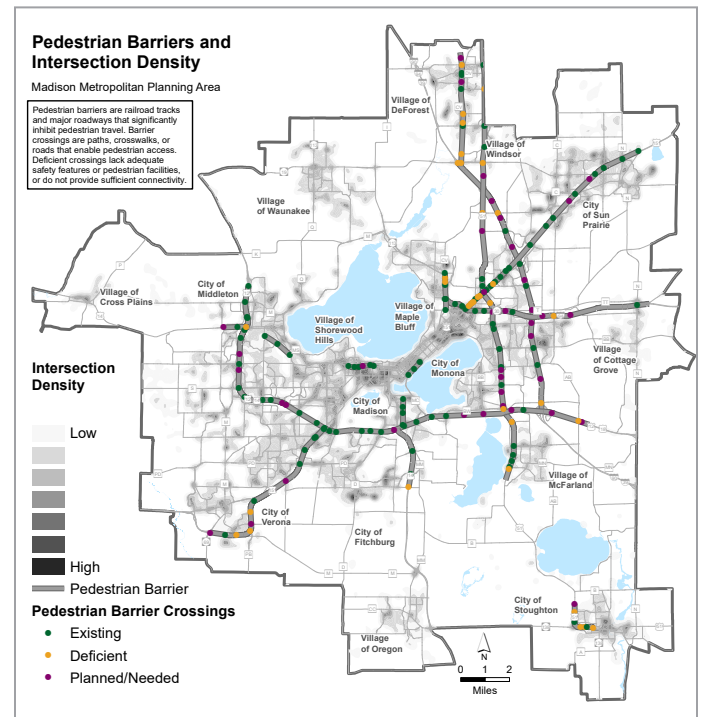 Pedestrian Barriers and
Intersection Density
Madison Metropolitan Planning Area
Pedestrian barriers are railroad tracks
and major roadways that significantly
inhibit pedestrian travel. Barrier
crossings are paths, crosswalks, or
roads that enable pedestrian access.
Deficient crossings lack adequate
safety features or pedestrian facilities,
or do not provide sufficient connectivity.
Village of
DeForest
Village of
Windsor
Village
of Waunakee
City
of Sun
Prairie
Village of
Cross Plains
City of
Middleton
Village of
Shorewood
Hills
Village of
Maple
Bluff
City of
Monona
Village
of Cottage
Grove
City of
Madison
Village of
McFarland
City of
Verona
City of
Fitchburg
City of
Stoughton
Village
of Oregon
Intersection
Density
Low
High
Pedestrian Barrier
Pedestrian Barrier Crossings
Existing
Deficient
Planned/Needed
N
0 1 2
Miles